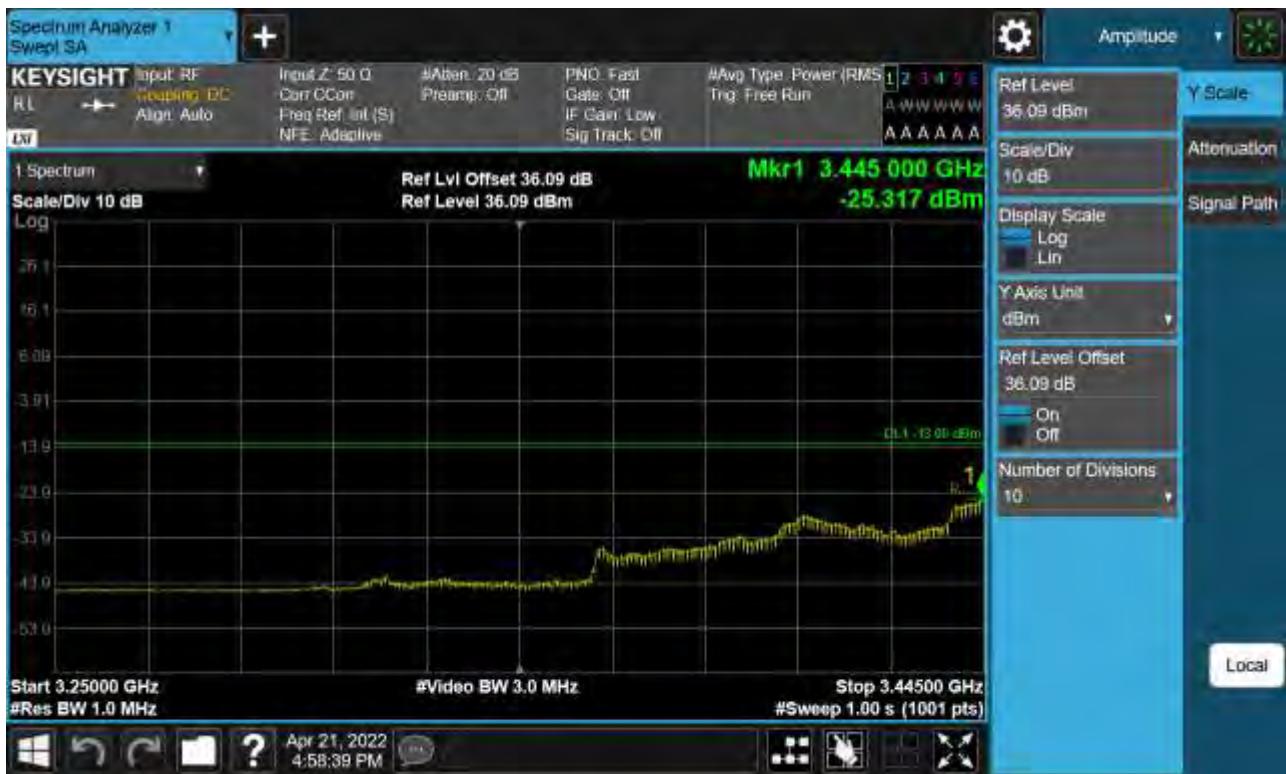 Spectrum Analyzer 1
Swept SA
+
Amplitude
KEYSIGHT
RL
LXI
Input: RF
Coupling: DC
Align: Auto
Input Z: 50 Ω
Corr CCorr
Freq Ref: Int (S)
NFE: Adaptive
#Atten: 20 dB
Preamp: Off
PNO: Fast
Gate: Off
IF Gain: Low
Sig Track: Off
#Avg Type: Power (RMS
Trig: Free Run
1 2 3 4 5 6
A W W W W W
A A A A A A
1 Spectrum
Scale/Div 10 dB
Log
Ref Lvl Offset 36.09 dB
Ref Level 36.09 dBm
Mkr1 3.445 000 GHz
-25.317 dBm
26.1
16.1
6.09
-3.91
-13.9
-23.9
-33.9
-43.9
-53.9
DL1 -13.00 dBm
1
Start 3.25000 GHz
#Res BW 1.0 MHz
#Video BW 3.0 MHz
Stop 3.44500 GHz
#Sweep 1.00 s (1001 pts)
Ref Level
36.09 dBm
Scale/Div
10 dB
Display Scale
Log
Lin
Y Axis Unit
dBm
Ref Level Offset
36.09 dB
On
Off
Number of Divisions
10
Y Scale
Attenuation
Signal Path
Local
?
Apr 21, 2022
4:58:39 PM